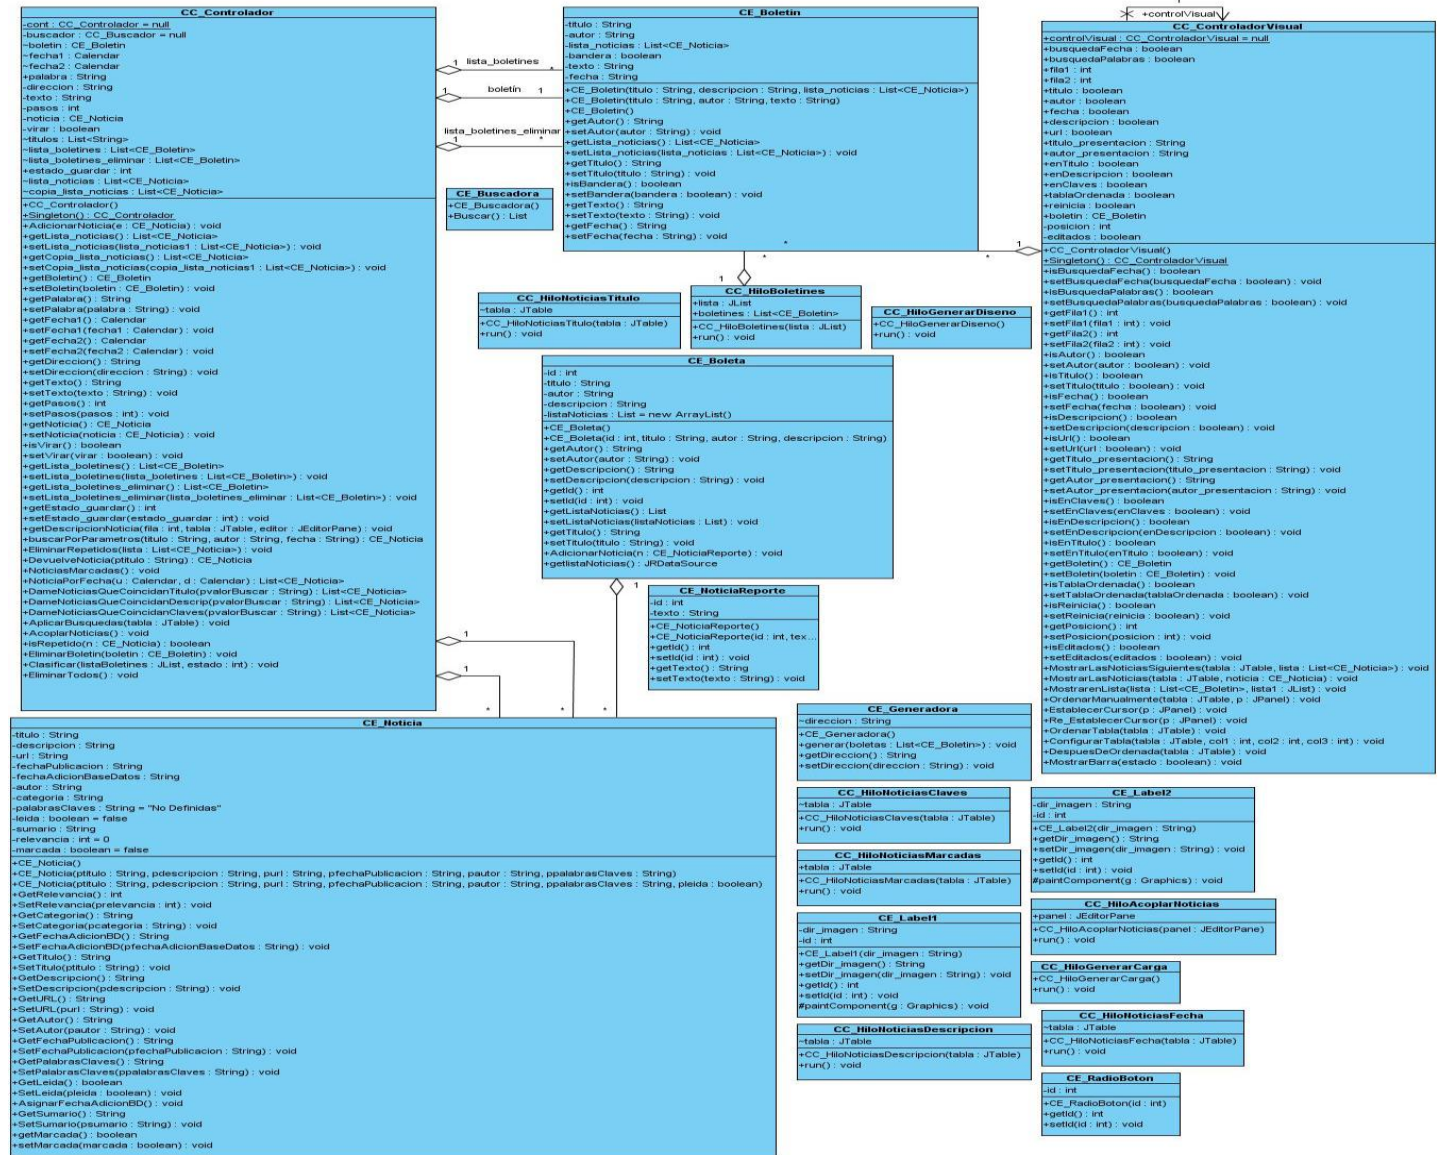 CC_Controlador
-cont : CC_Controlador = null
-buscador : CC_Buscador = null
~boletin : CE_Boletin
~fecha1 : Calendar
~fecha2 : Calendar
+palabra : String
-direccion : String
-texto : String
-pasos : int
-noticia : CE_Noticia
-virar : boolean
~titulos : List<String>
~lista_boletines : List<CE_Boletin>
~lista_boletines_eliminar : List<CE_Boletin>
+estado_guardar : int
~lista_noticias : List<CE_Noticia>
~copia_lista_noticias : List<CE_Noticia>
+CC_Controlador()
+Singleton() : CC_Controlador
+AdicionarNoticia(e : CE_Noticia) : void
+getLista_noticias() : List<CE_Noticia>
+setLista_noticias(lista_noticias1 : List<CE_Noticia>) : void
+getCopia_lista_noticias() : List<CE_Noticia>
+setCopia_lista_noticias(copia_lista_noticias1 : List<CE_Noticia>) : void
+getBoletin() : CE_Boletin
+setBoletin(boletin : CE_Boletin) : void
+getPalabra() : String
+setPalabra(palabra : String) : void
+getFecha1() : Calendar
+setFecha1(fecha1 : Calendar) : void
+getFecha2() : Calendar
+setFecha2(fecha2 : Calendar) : void
+getDireccion() : String
+setDireccion(direccion : String) : void
+getTexto() : String
+setTexto(texto : String) : void
+getPasos() : int
+setPasos(pasos : int) : void
+getNoticia() : CE_Noticia
+setNoticia(noticia : CE_Noticia) : void
+isVirar() : boolean
+setVirar(virar : boolean) : void
+getLista_boletines() : List<CE_Boletin>
+setLista_boletines(lista_boletines : List<CE_Boletin>) : void
+getLista_boletines_eliminar() : List<CE_Boletin>
+setLista_boletines_eliminar(lista_boletines_eliminar : List<CE_Boletin>) : void
+getEstado_guardar() : int
+setEstado_guardar(estado_guardar : int) : void
+getDescripcionNoticia(fila : int, tabla : JTable, editor : JEditorPane) : void
+buscarPorParametros(titulo : String, autor : String, fecha : String) : CE_Noticia
+EliminarRepetidos(lista : List<CE_Noticia>) : void
+DevuelveNoticia(ptitulo : String) : CE_Noticia
+NoticiasMarcadas() : void
+NoticiaPorFecha(u : Calendar, d : Calendar) : List<CE_Noticia>
+DameNoticiasQueCoincidanTitulo(pvalorBuscar : String) : List<CE_Noticia>
+DameNoticiasQueCoincidanDescrip(pvalorBuscar : String) : List<CE_Noticia>
+DameNoticiasQueCoincidanClaves(pvalorBuscar : String) : List<CE_Noticia>
+AplicarBusquedas(tabla : JTable) : void
+AcoplarNoticias() : void
+isRepetido(n : CE_Noticia) : boolean
+EliminarBoletin(boletin : CE_Boletin) : void
+Clasificar(listaBoletines : JList, estado : int) : void
+EliminarTodos() : void
1 lista_boletines *
1 boletin 1
lista_boletines_eliminar
1 *
CE_Buscadora
+CE_Buscadora()
+Buscar() : List
CE_Boletin
-titulo : String
-autor : String
-lista_noticias : List<CE_Noticia>
-bandera : boolean
-texto : String
-fecha : String
+CE_Boletin(titulo : String, descripcion : String, lista_noticias : List<CE_Noticia>)
+CE_Boletin(titulo : String, autor : String, texto : String)
+CE_Boletin()
+getAutor() : String
+setAutor(autor : String) : void
+getLista_noticias() : List<CE_Noticia>
+setLista_noticias(lista_noticias : List<CE_Noticia>) : void
+getTitulo() : String
+setTitulo(titulo : String) : void
+isBandera() : boolean
+setBandera(bandera : boolean) : void
+getTexto() : String
+setTexto(texto : String) : void
+getFecha() : String
+setFecha(fecha : String) : void
*
* 1
1
+controlVisual
CC_ControladorVisual
+controlVisual : CC_ControladorVisual = null
+busquedaFecha : boolean
+busquedaPalabras : boolean
+fila1 : int
+fila2 : int
+titulo : boolean
+autor : boolean
+fecha : boolean
+descripcion : boolean
+url : boolean
+titulo_presentacion : String
+autor_presentacion : String
+enTitulo : boolean
+enDescripcion : boolean
+enClaves : boolean
+tablaOrdenada : boolean
+reinicia : boolean
+boletin : CE_Boletin
-posicion : int
-editados : boolean
+CC_ControladorVisual()
+Singleton() : CC_ControladorVisual
+isBusquedaFecha() : boolean
+setBusquedaFecha(busquedaFecha : boolean) : void
+isBusquedaPalabras() : boolean
+setBusquedaPalabras(busquedaPalabras : boolean) : void
+getFila1() : int
+setFila1(fila1 : int) : void
+getFila2() : int
+setFila2(fila2 : int) : void
+isAutor() : boolean
+setAutor(autor : boolean) : void
+isTitulo() : boolean
+setTitulo(titulo : boolean) : void
+isFecha() : boolean
+setFecha(fecha : boolean) : void
+isDescripcion() : boolean
+setDescripcion(descripcion : boolean) : void
+isUrl() : boolean
+setUrl(url : boolean) : void
+getTitulo_presentacion() : String
+setTitulo_presentacion(titulo_presentacion : String) : void
+getAutor_presentacion() : String
+setAutor_presentacion(autor_presentacion : String) : void
+isEnClaves() : boolean
+setEnClaves(enClaves : boolean) : void
+isEnDescripcion() : boolean
+setEnDescripcion(enDescripcion : boolean) : void
+isEnTitulo() : boolean
+setEnTitulo(enTitulo : boolean) : void
+getBoletin() : CE_Boletin
+setBoletin(boletin : CE_Boletin) : void
+isTablaOrdenada() : boolean
+setTablaOrdenada(tablaOrdenada : boolean) : void
+isReinicia() : boolean
+setReinicia(reinicia : boolean) : void
+getPosicion() : int
+setPosicion(posicion : int) : void
+isEditados() : boolean
+setEditados(editados : boolean) : void
+MostrarLasNoticiasSiguientes(tabla : JTable, lista : List<CE_Noticia>) : void
+MostrarLasNoticias(tabla : JTable, noticia : CE_Noticia) : void
+MostrarenLista(lista : List<CE_Boletin>, lista1 : JList) : void
+OrdenarManualmente(tabla : JTable, p : JPanel) : void
+EstablecerCursor(p : JPanel) : void
+Re_EstablecerCursor(p : JPanel) : void
+OrdenarTabla(tabla : JTable) : void
+ConfigurarTabla(tabla : JTable, col1 : int, col2 : int, col3 : int) : void
+DespuesDeOrdenada(tabla : JTable) : void
+MostrarBarra(estado : boolean) : void
CC_HiloNoticiasTitulo
~tabla : JTable
+CC_HiloNoticiasTitulo(tabla : JTable)
+run() : void
CC_HiloBoletines
+lista : JList
+boletines : List<CE_Boletin>
+CC_HiloBoletines(lista : JList)
+run() : void
CC_HiloGenerarDiseno
+CC_HiloGenerarDiseno()
+run() : void
CE_Boleta
-id : int
-titulo : String
-autor : String
-descripcion : String
-listaNoticias : List = new ArrayList()
+CE_Boleta()
+CE_Boleta(id : int, titulo : String, autor : String, descripcion : String)
+getAutor() : String
+setAutor(autor : String) : void
+getDescripcion() : String
+setDescripcion(descripcion : String) : void
+getId() : int
+setId(id : int) : void
+getListaNoticias() : List
+setListaNoticias(listaNoticias : List) : void
+getTitulo() : String
+setTitulo(titulo : String) : void
+AdicionarNoticia(n : CE_NoticiaReporte) : void
+getlistaNoticias() : JRDataSource
1
CE_NoticiaReporte
-id : int
-texto : String
+CE_NoticiaReporte()
+CE_NoticiaReporte(id : int, tex...
+getId() : int
+setId(id : int) : void
+getTexto() : String
+setTexto(texto : String) : void
1
1
* * *
CE_Noticia
-titulo : String
-descripcion : String
-url : String
-fechaPublicacion : String
-fechaAdicionBaseDatos : String
-autor : String
-categoria : String
-palabrasClaves : String = "No Definidas"
-leida : boolean = false
-sumario : String
-relevancia : int = 0
-marcada : boolean = false
+CE_Noticia()
+CE_Noticia(ptitulo : String, pdescripcion : String, purl : String, pfechaPublicacion : String, pautor : String, ppalabrasClaves : String)
+CE_Noticia(ptitulo : String, pdescripcion : String, purl : String, pfechaPublicacion : String, pautor : String, ppalabrasClaves : String, pleida : boolean)
+GetRelevancia() : int
+SetRelevancia(prelevancia : int) : void
+GetCategoria() : String
+SetCategoria(pcategoria : String) : void
+GetFechaAdicionBD() : String
+SetFechaAdicionBD(pfechaAdicionBaseDatos : String) : void
+GetTitulo() : String
+SetTitulo(ptitulo : String) : void
+GetDescripcion() : String
+SetDescripcion(pdescripcion : String) : void
+GetURL() : String
+SetURL(purl : String) : void
+GetAutor() : String
+SetAutor(pautor : String) : void
+GetFechaPublicacion() : String
+SetFechaPublicacion(pfechaPublicacion : String) : void
+GetPalabrasClaves() : String
+SetPalabrasClaves(ppalabrasClaves : String) : void
+GetLeida() : boolean
+SetLeida(pleida : boolean) : void
+AsignarFechaAdicionBD() : void
+GetSumario() : String
+SetSumario(psumario : String) : void
+getMarcada() : boolean
+setMarcada(marcada : boolean) : void
CE_Generadora
~direccion : String
+CE_Generadora()
+generar(boletas : List<CE_Boletin>) : void
+getDireccion() : String
+setDireccion(direccion : String) : void
CC_HiloNoticiasClaves
~tabla : JTable
+CC_HiloNoticiasClaves(tabla : JTable)
+run() : void
CC_HiloNoticiasMarcadas
+tabla : JTable
+CC_HiloNoticiasMarcadas(tabla : JTable)
+run() : void
CE_Label1
-dir_imagen : String
-id : int
+CE_Label1(dir_imagen : String)
+getDir_imagen() : String
+setDir_imagen(dir_imagen : String) : void
+getId() : int
+setId(id : int) : void
#paintComponent(g : Graphics) : void
CC_HiloNoticiasDescripcion
~tabla : JTable
+CC_HiloNoticiasDescripcion(tabla : JTable)
+run() : void
CE_Label2
-dir_imagen : String
-id : int
+CE_Label2(dir_imagen : String)
+getDir_imagen() : String
+setDir_imagen(dir_imagen : String) : void
+getId() : int
+setId(id : int) : void
#paintComponent(g : Graphics) : void
CC_HiloAcoplarNoticias
+panel : JEditorPane
+CC_HiloAcoplarNoticias(panel : JEditorPane)
+run() : void
CC_HiloGenerarCarga
+CC_HiloGenerarCarga()
+run() : void
CC_HiloNoticiasFecha
~tabla : JTable
+CC_HiloNoticiasFecha(tabla : JTable)
+run() : void
CE_RadioBoton
-id : int
+CE_RadioBoton(id : int)
+getId() : int
+setId(id : int) : void